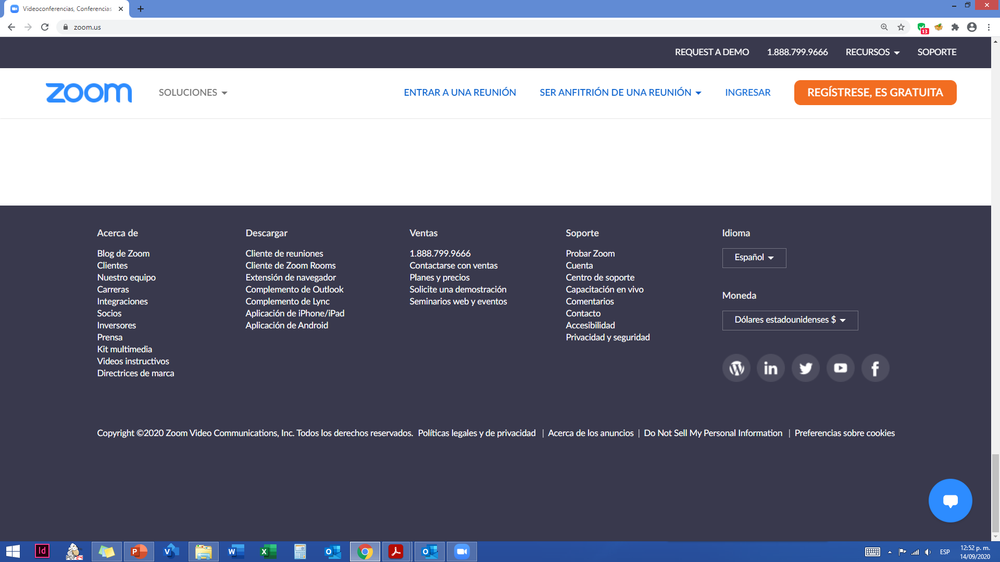 Videoconferencias, Conferencias
zoom.us
13
REQUEST A DEMO 1.888.799.9666 RECURSOS SOPORTE
zoom SOLUCIONES ENTRAR A UNA REUNIÓN SER ANFITRIÓN DE UNA REUNIÓN INGRESAR REGÍSTRESE, ES GRATUITA
Acerca de
Blog de Zoom
Clientes
Nuestro equipo
Carreras
Integraciones
Socios
Inversores
Prensa
Kit multimedia
Videos instructivos
Directrices de marca
Descargar
Cliente de reuniones
Cliente de Zoom Rooms
Extensión de navegador
Complemento de Outlook
Complemento de Lync
Aplicación de iPhone/iPad
Aplicación de Android
Ventas
1.888.799.9666
Contactarse con ventas
Planes y precios
Solicite una demostración
Seminarios web y eventos
Soporte
Probar Zoom
Cuenta
Centro de soporte
Capacitación en vivo
Comentarios
Contacto
Accesibilidad
Privacidad y seguridad
Idioma
Español
Moneda
Dólares estadounidenses $
Copyright ©2020 Zoom Video Communications, Inc. Todos los derechos reservados. Políticas legales y de privacidad | Acerca de los anuncios | Do Not Sell My Personal Information | Preferencias sobre cookies
Id PDF24 P V W X O O ESP
12:52 p. m.
14/09/2020